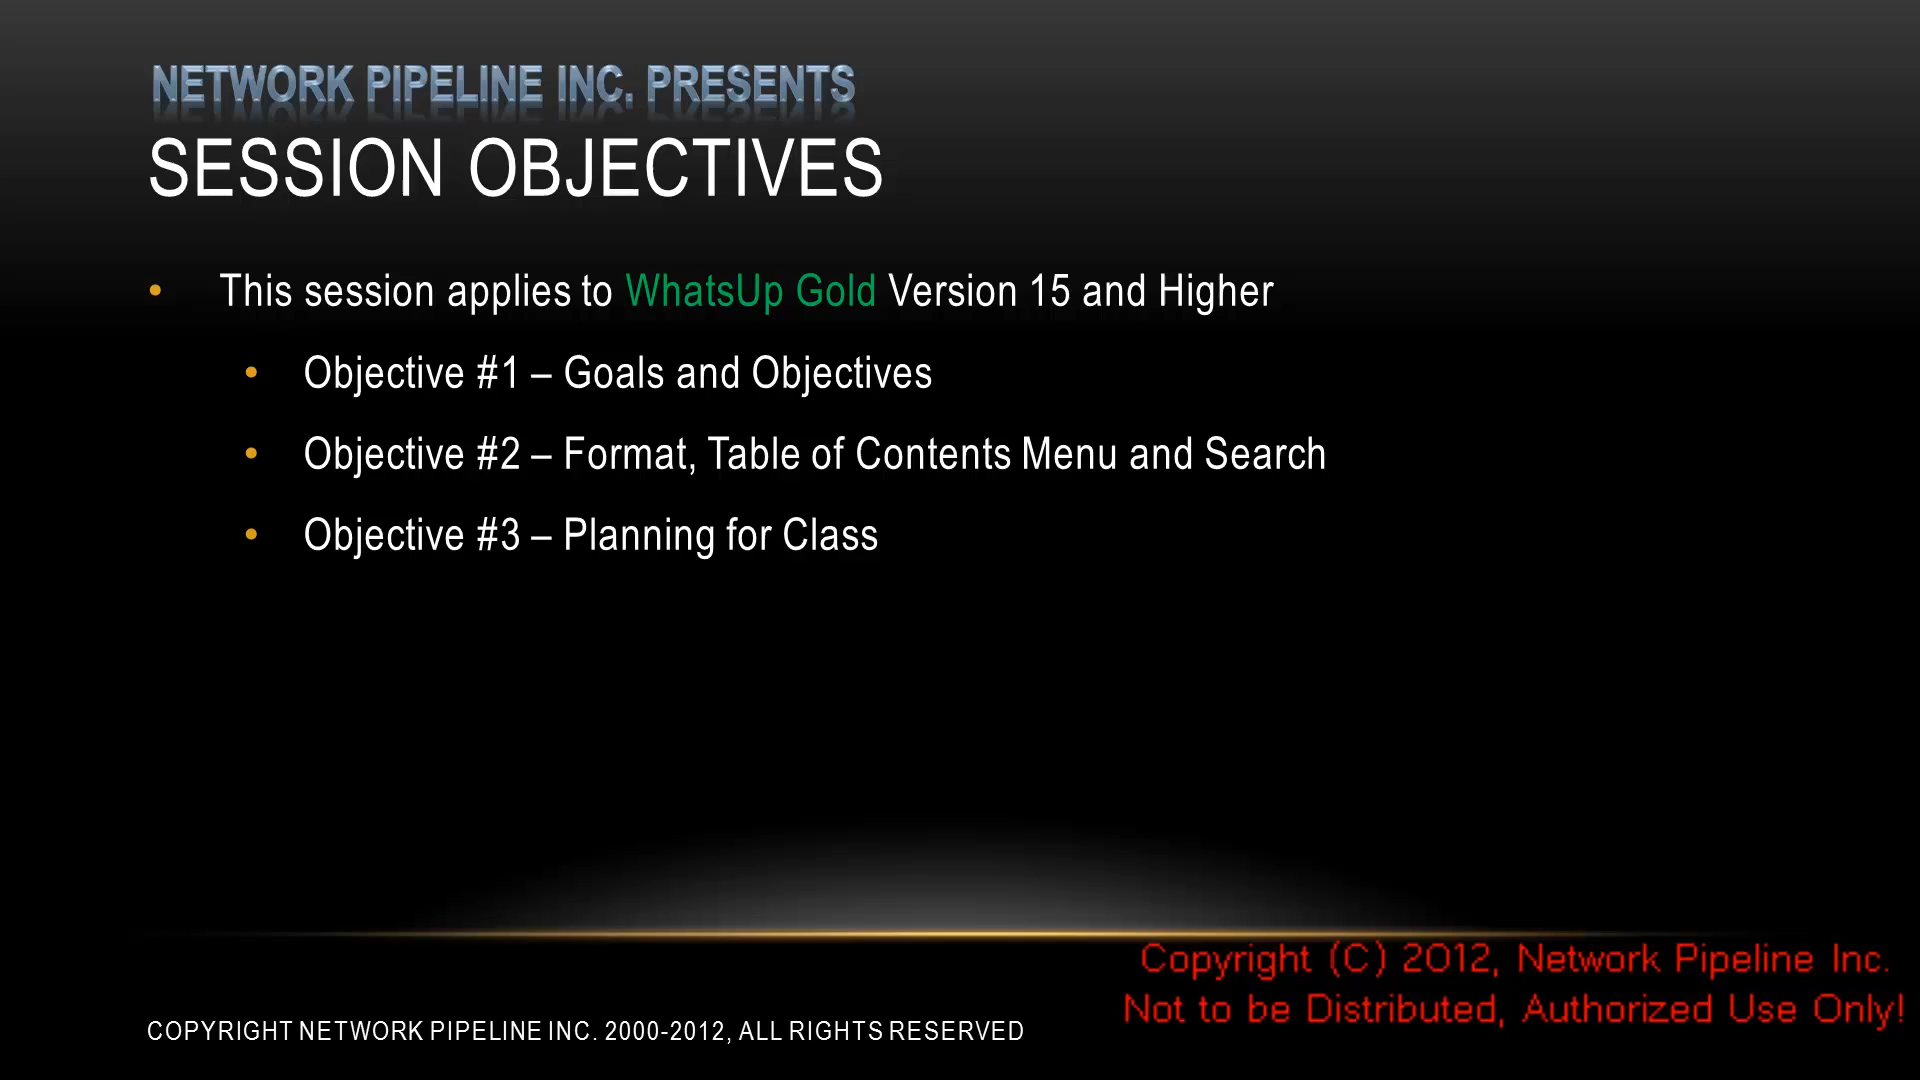 NETWORK PIPELINE INC. PRESENTS
SESSION OBJECTIVES
• This session applies to WhatsUp Gold Version 15 and Higher
• Objective #1 – Goals and Objectives
• Objective #2 – Format, Table of Contents Menu and Search
• Objective #3 – Planning for Class
Copyright (C) 2012, Network Pipeline Inc.
Not to be Distributed, Authorized Use Only!
COPYRIGHT NETWORK PIPELINE INC. 2000-2012, ALL RIGHTS RESERVED